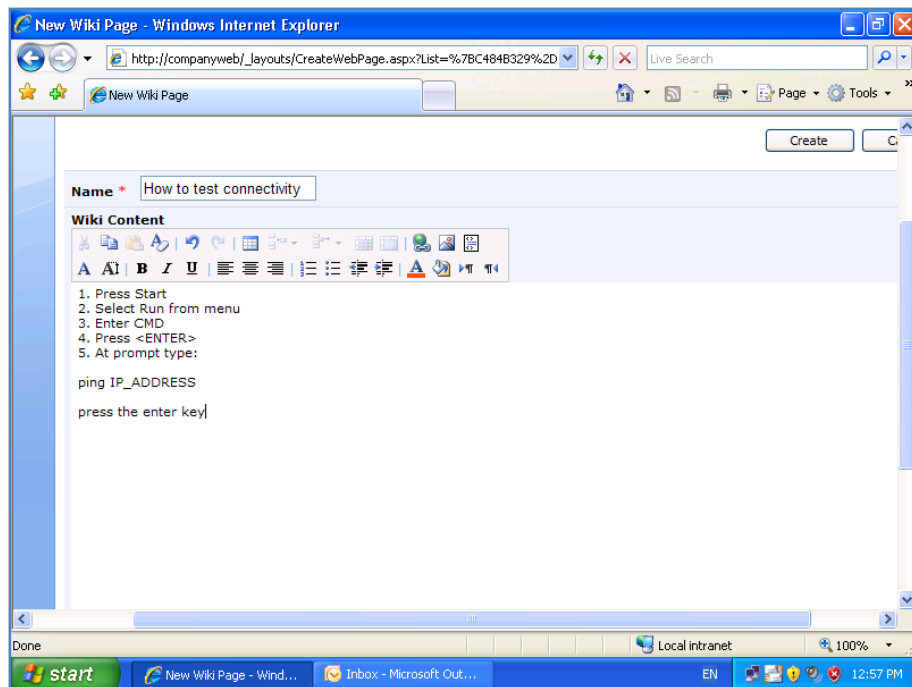 New Wiki Page - Windows Internet Explorer
http://companyweb/_layouts/CreateWebPage.aspx?List=%7BC484B329%2D
Live Search
New Wiki Page
Page
Tools
Create
Name *
How to test connectivity
Wiki Content
A A B I U A
1. Press Start
2. Select Run from menu
3. Enter CMD
4. Press <ENTER>
5. At prompt type:
ping IP_ADDRESS
press the enter key
Done
Local intranet
100%
start
New Wiki Page - Wind...
Inbox - Microsoft Out...
EN
12:57 PM